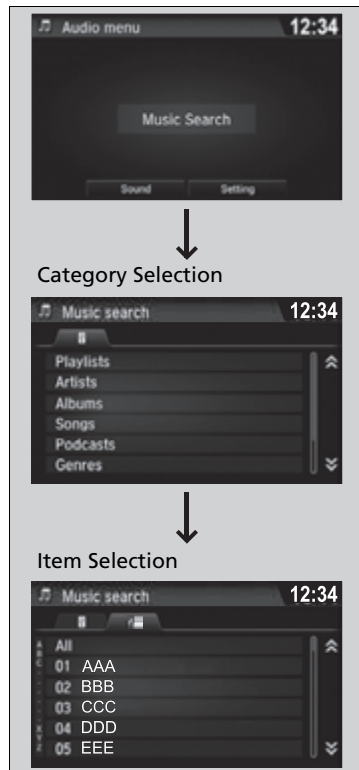 Audio menu 12:34
Music Search
Sound Setting
Category Selection
Music search 12:34
Playlists
Artists
Albums
Songs
Podcasts
Genres
Item Selection
Music search 12:34
All
01 AAA
02 BBB
03 CCC
04 DDD
05 EEE